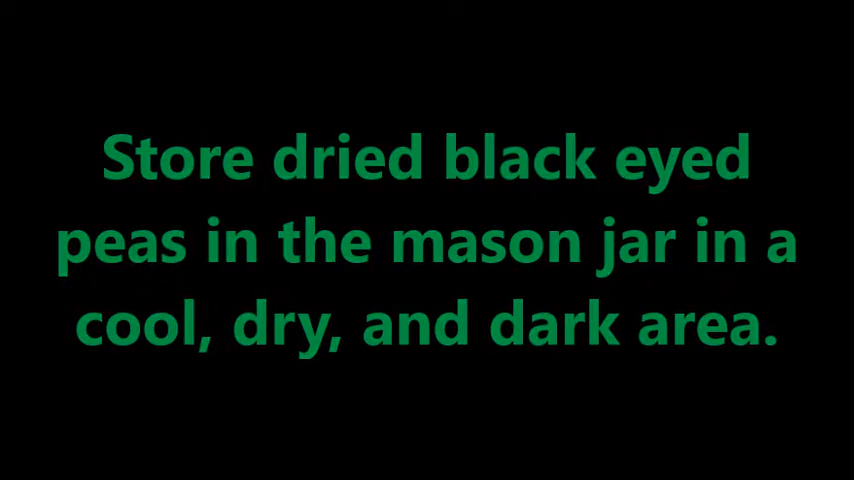 Store dried black eyed
peas in the mason jar in a
cool, dry, and dark area.